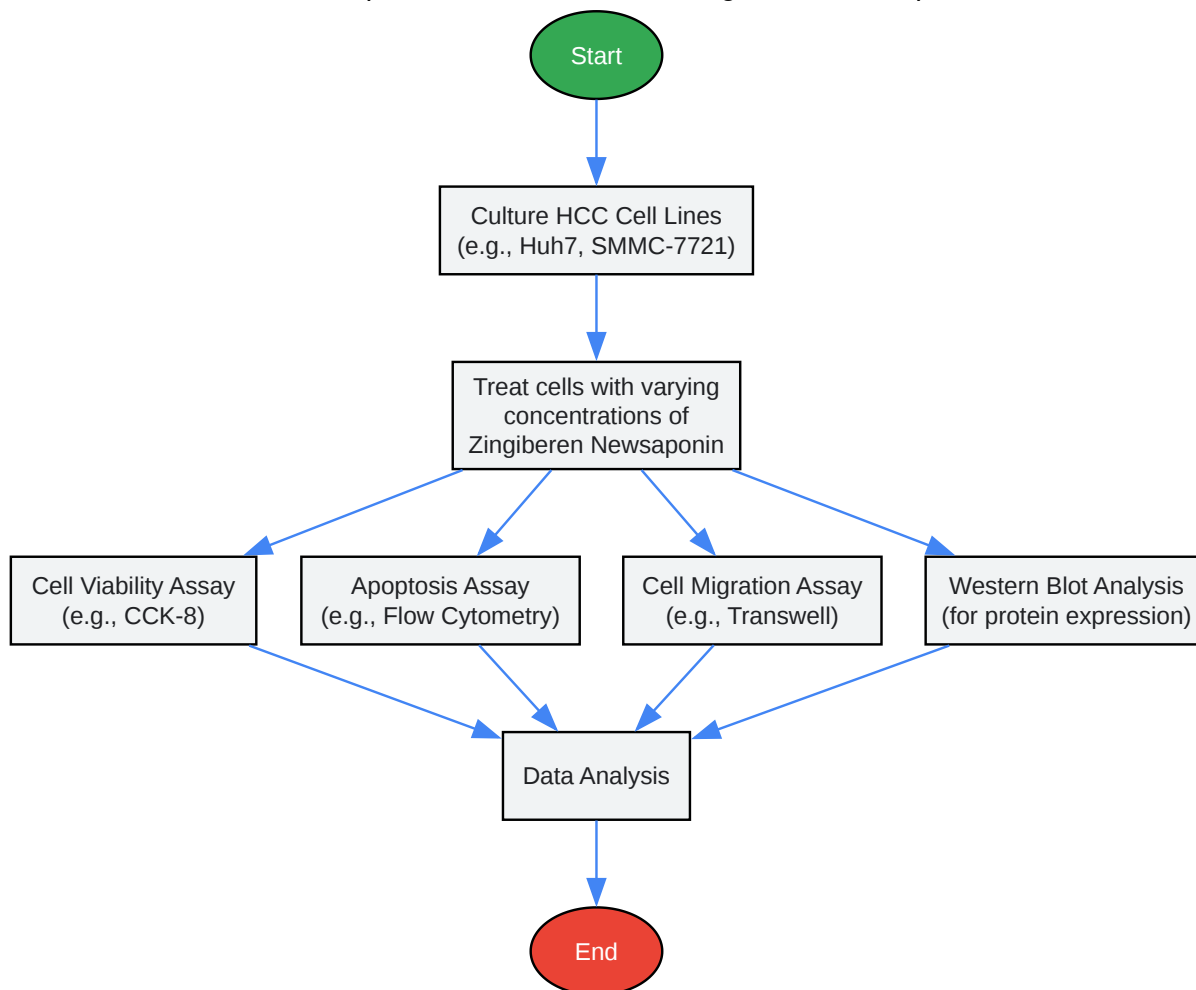 Start
Culture HCC Cell Lines
(e.g., Huh7, SMMC-7721)
Treat cells with varying
concentrations of
Zingiberen Newsaponin
Cell Viability Assay
(e.g., CCK-8)
Apoptosis Assay
(e.g., Flow Cytometry)
Cell Migration Assay
(e.g., Transwell)
Western Blot Analysis
(for protein expression)
Data Analysis
End